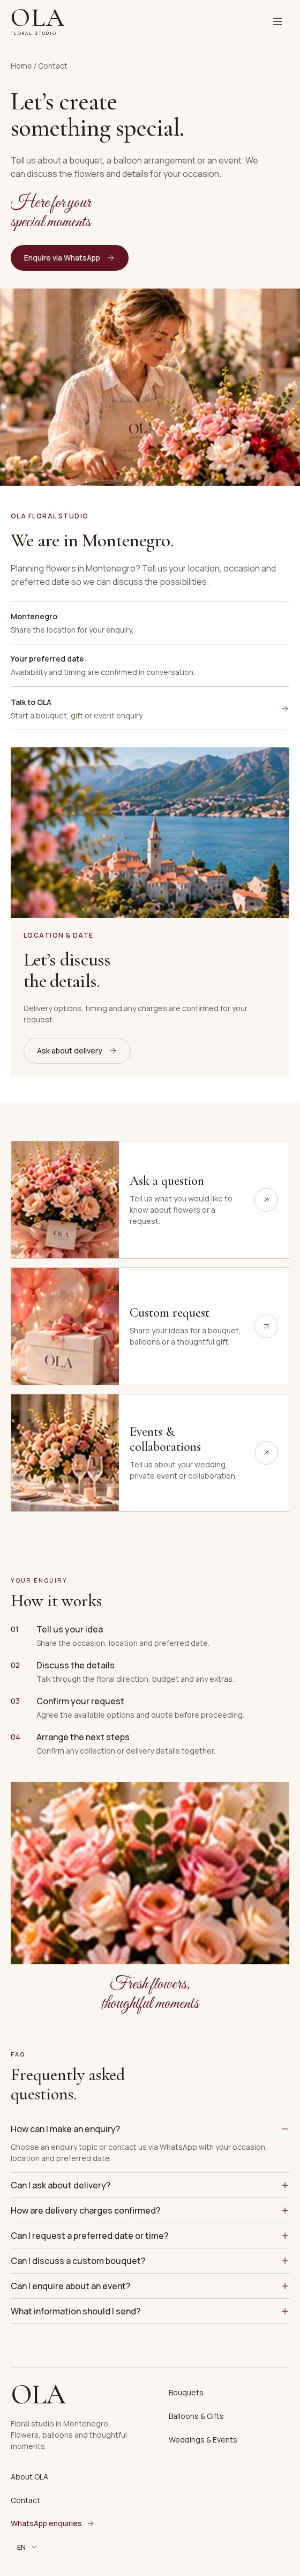 OLA
FLORAL STUDIO
Home / Contact
Let’s create
something special.
Tell us about a bouquet, a balloon arrangement or an event. We
can discuss the flowers and details for your occasion.
Here for your
special moments
Enquire via WhatsApp
OLA
OLA FLORAL STUDIO
We are in Montenegro.
Planning flowers in Montenegro? Tell us your location, occasion and
preferred date so we can discuss the possibilities.
Montenegro
Share the location for your enquiry.
Your preferred date
Availability and timing are confirmed in conversation.
Talk to OLA
Start a bouquet, gift or event enquiry.
LOCATION & DATE
Let’s discuss
the details.
Delivery options, timing and any charges are confirmed for your
request.
Ask about delivery
OLA
Ask a question
Tell us what you would like to
know about flowers or a
request.
OLA
Custom request
Share your ideas for a bouquet,
balloons or a thoughtful gift.
OLA
Events &
collaborations
Tell us about your wedding,
private event or collaboration.
YOUR ENQUIRY
How it works
01 Tell us your idea
Share the occasion, location and preferred date.
02 Discuss the details
Talk through the floral direction, budget and any extras.
03 Confirm your request
Agree the available options and quote before proceeding.
04 Arrange the next steps
Confirm any collection or delivery details together.
Fresh flowers,
thoughtful moments
FAQ
Frequently asked
questions.
How can I make an enquiry?
Choose an enquiry topic or contact us via WhatsApp with your occasion,
location and preferred date.
Can I ask about delivery?
How are delivery charges confirmed?
Can I request a preferred date or time?
Can I discuss a custom bouquet?
Can I enquire about an event?
What information should I send?
OLA
Floral studio in Montenegro.
Flowers, balloons and thoughtful
moments.
Bouquets
Balloons & Gifts
Weddings & Events
About OLA
Contact
WhatsApp enquiries
EN